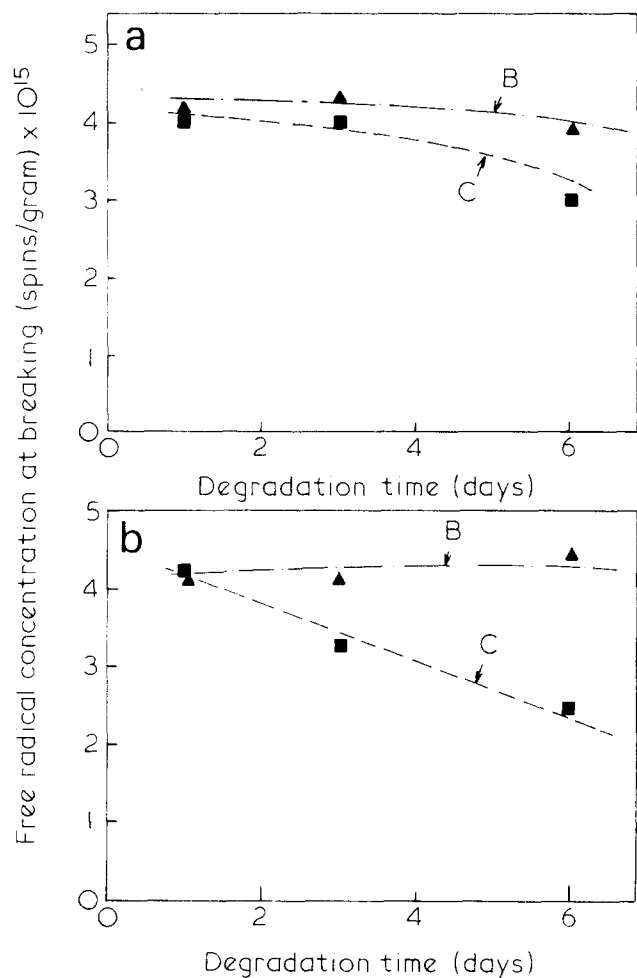 Free radical concentration at breaking (spins/gram) x 10¹⁵
a
5
4
3
2
1
0
0 2 4 6
B
C
Degradation time (days)
b
5
4
3
2
1
0
0 2 4 6
B
C
Degradation time (days)